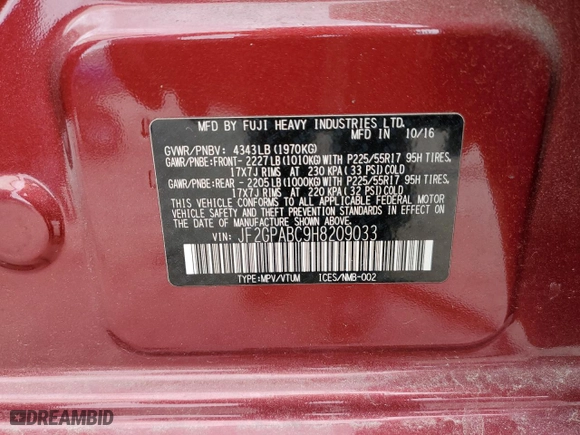 MFD BY FUJI HEAVY INDUSTRIES LTD.
MFD IN 10/16
GVWR/PNBV: 4343LB (1970KG)
GAWR/PNBE:FRONT- 2227LB (1010KG) WITH P225/55R17 95H TIRES,
17X7J RIMS AT 230 KPA (33 PSI) COLD
GAWR/PNBE:REAR - 2205LB (1000KG) WITH P225/55R17 95H TIRES,
17X7J RIMS AT 220 KPA (32 PSI) COLD
THIS VEHICLE CONFORMS TO ALL APPLICABLE FEDERAL MOTOR
VEHICLE SAFETY STANDARDS IN EFFECT ON THE
DATE OF MANUFACTURE SHOWN ABOVE.
VIN: JF2GPABC9H8209033
TYPE:MPV/VTUM ICES/NMB-002
DREAMBID